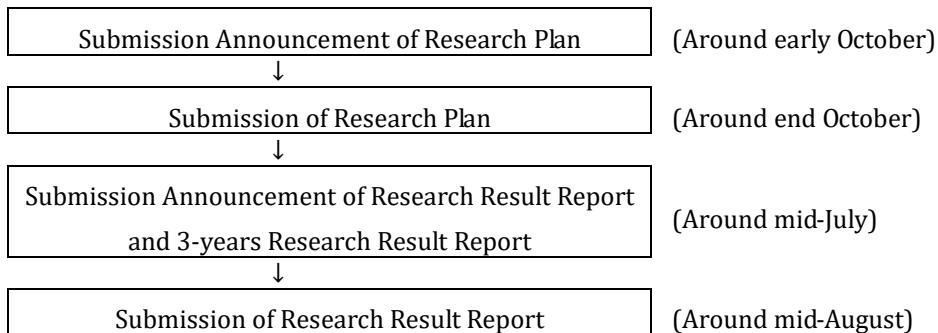 Submission Announcement of Research Plan (Around early October)
↓
Submission of Research Plan (Around end October)
↓
Submission Announcement of Research Result Report
and 3-years Research Result Report
(Around mid-July)
↓
Submission of Research Result Report (Around mid-August)